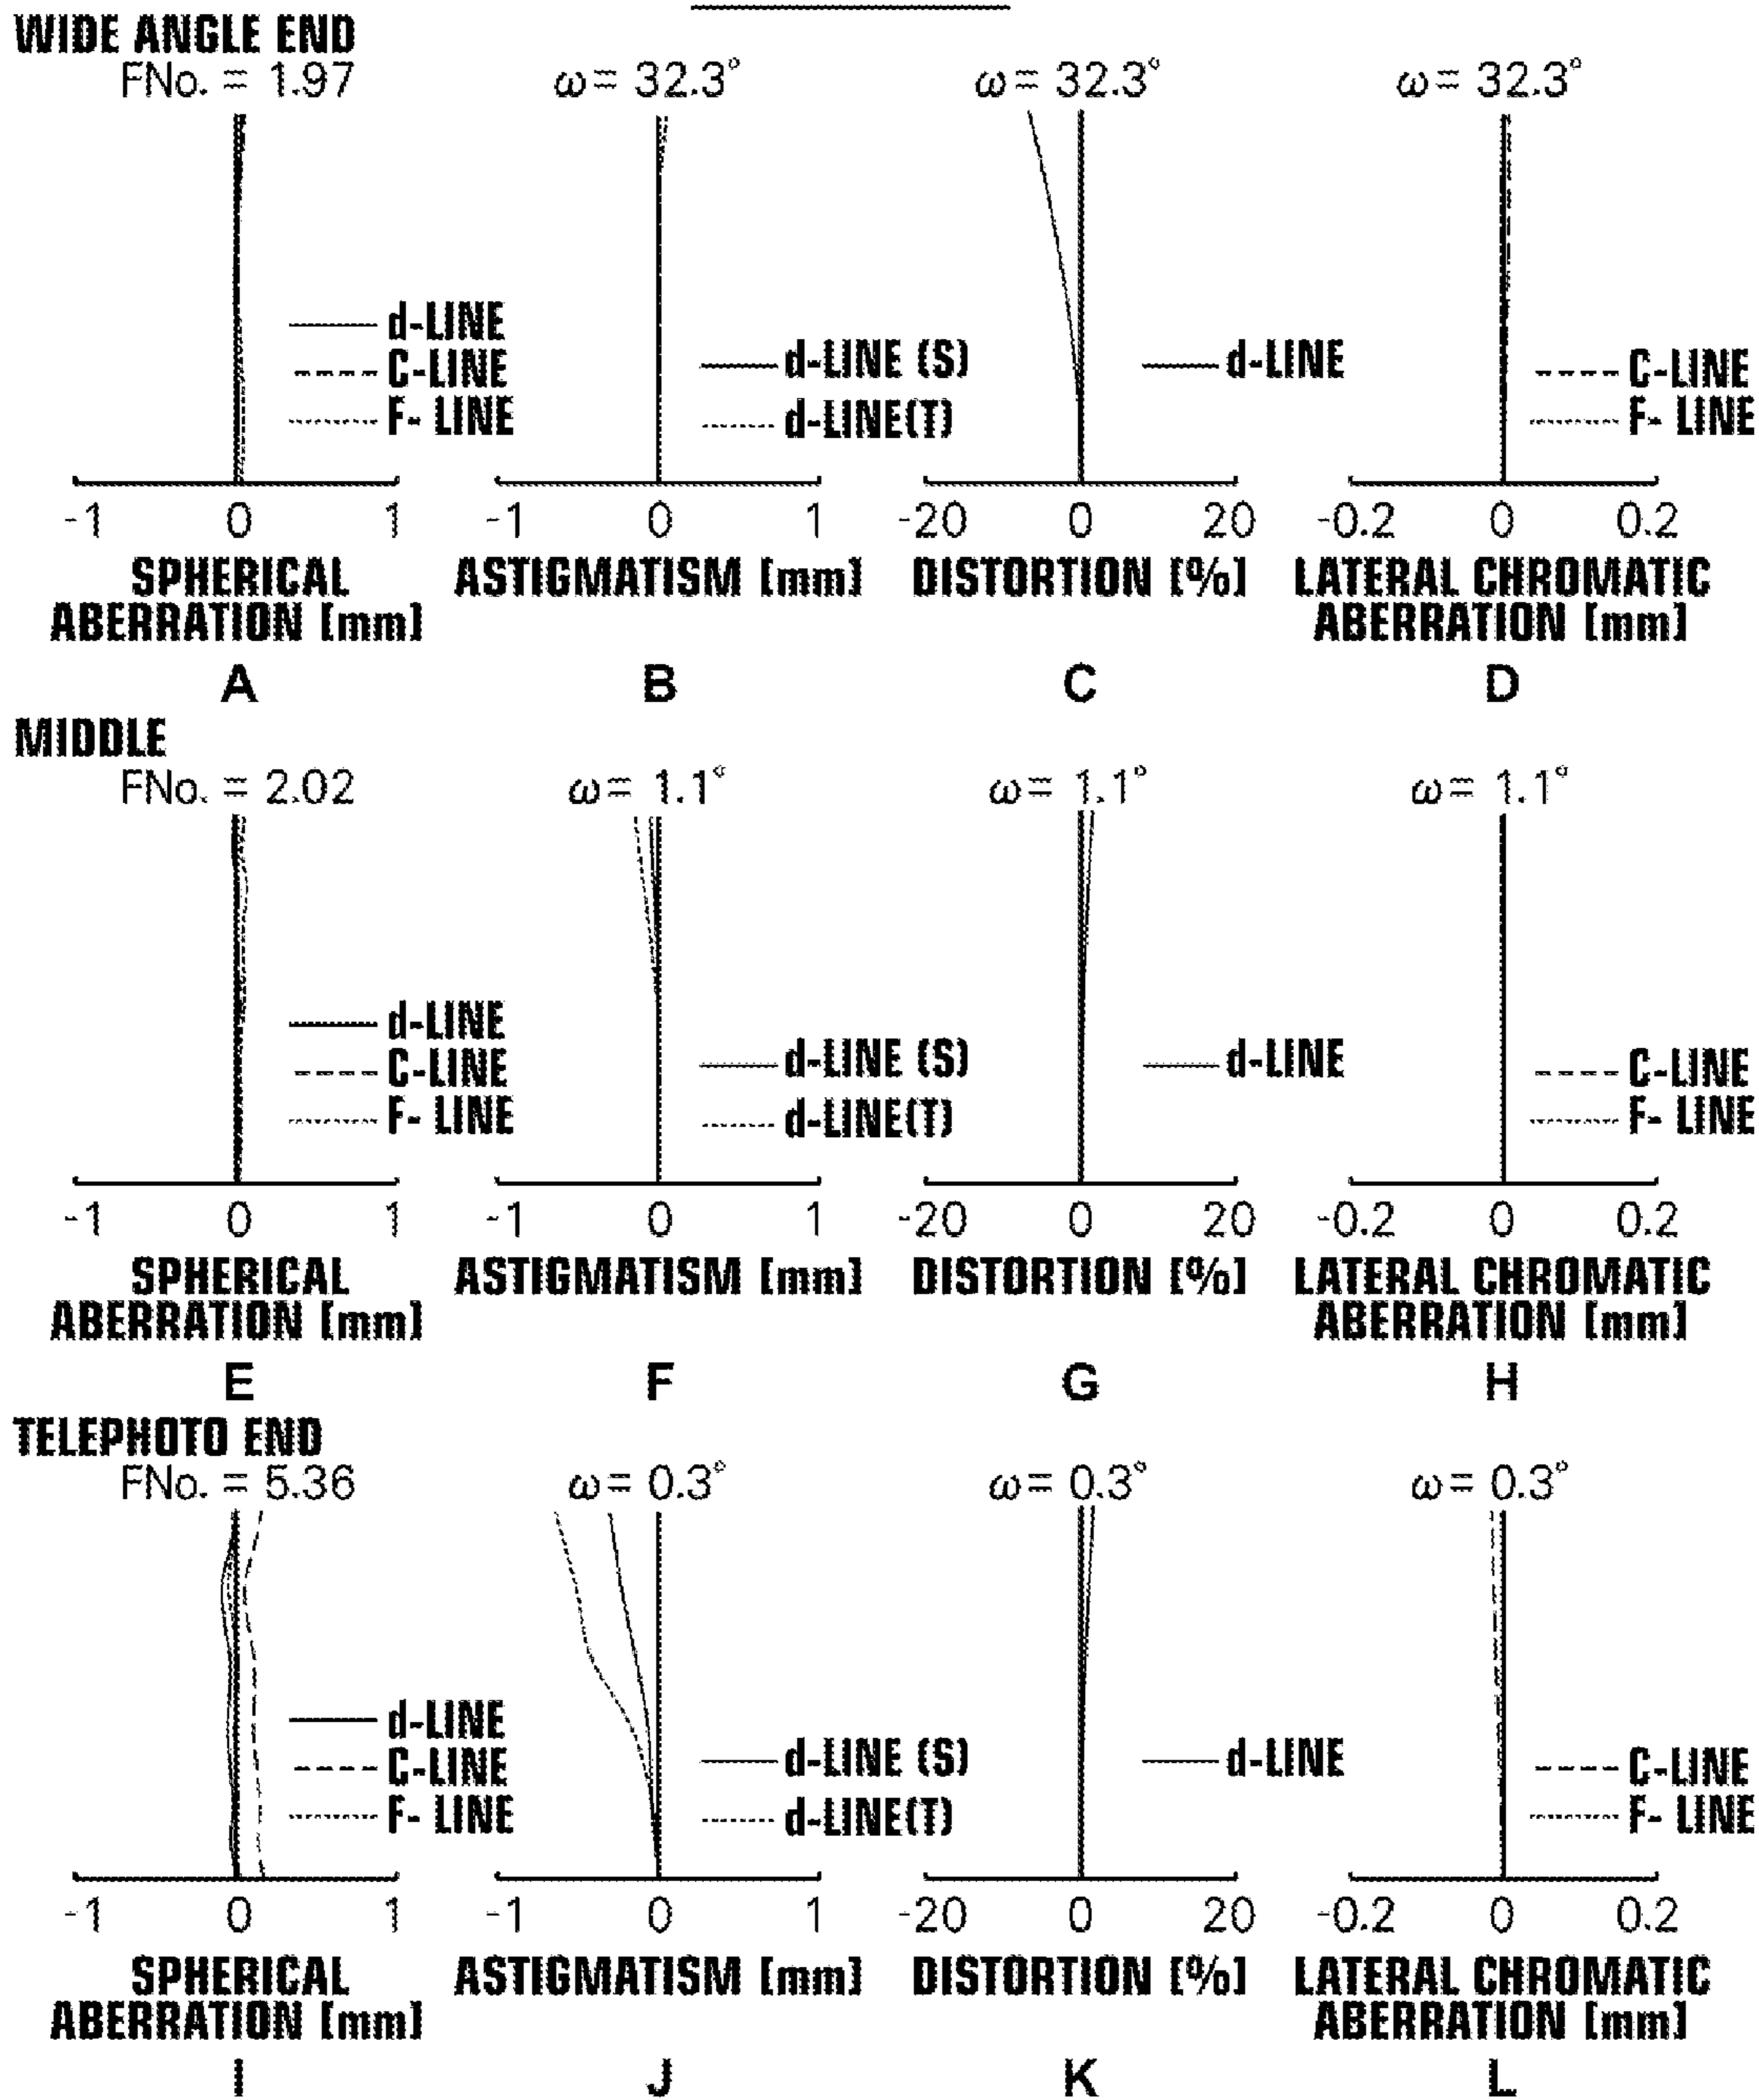 WIDE ANGLE END
FNo. = 1.97
ω = 32.3°
ω = 32.3°
ω = 32.3°
d-LINE
C-LINE
F- LINE
d-LINE (S)
d-LINE(T)
d-LINE
C-LINE
F- LINE
-1 0 1
-1 0 1
-20 0 20
-0.2 0 0.2
SPHERICAL
ABERRATION [mm]
ASTIGMATISM [mm]
DISTORTION [%]
LATERAL CHROMATIC
ABERRATION [mm]
A
B
C
D
MIDDLE
FNo. = 2.02
ω = 1.1°
ω = 1.1°
ω = 1.1°
d-LINE
C-LINE
F- LINE
d-LINE (S)
d-LINE(T)
d-LINE
C-LINE
F- LINE
-1 0 1
-1 0 1
-20 0 20
-0.2 0 0.2
SPHERICAL
ABERRATION [mm]
ASTIGMATISM [mm]
DISTORTION [%]
LATERAL CHROMATIC
ABERRATION [mm]
E
F
G
H
TELEPHOTO END
FNo. = 5.36
ω = 0.3°
ω = 0.3°
ω = 0.3°
d-LINE
C-LINE
F- LINE
d-LINE (S)
d-LINE(T)
d-LINE
C-LINE
F- LINE
-1 0 1
-1 0 1
-20 0 20
-0.2 0 0.2
SPHERICAL
ABERRATION [mm]
ASTIGMATISM [mm]
DISTORTION [%]
LATERAL CHROMATIC
ABERRATION [mm]
I
J
K
L